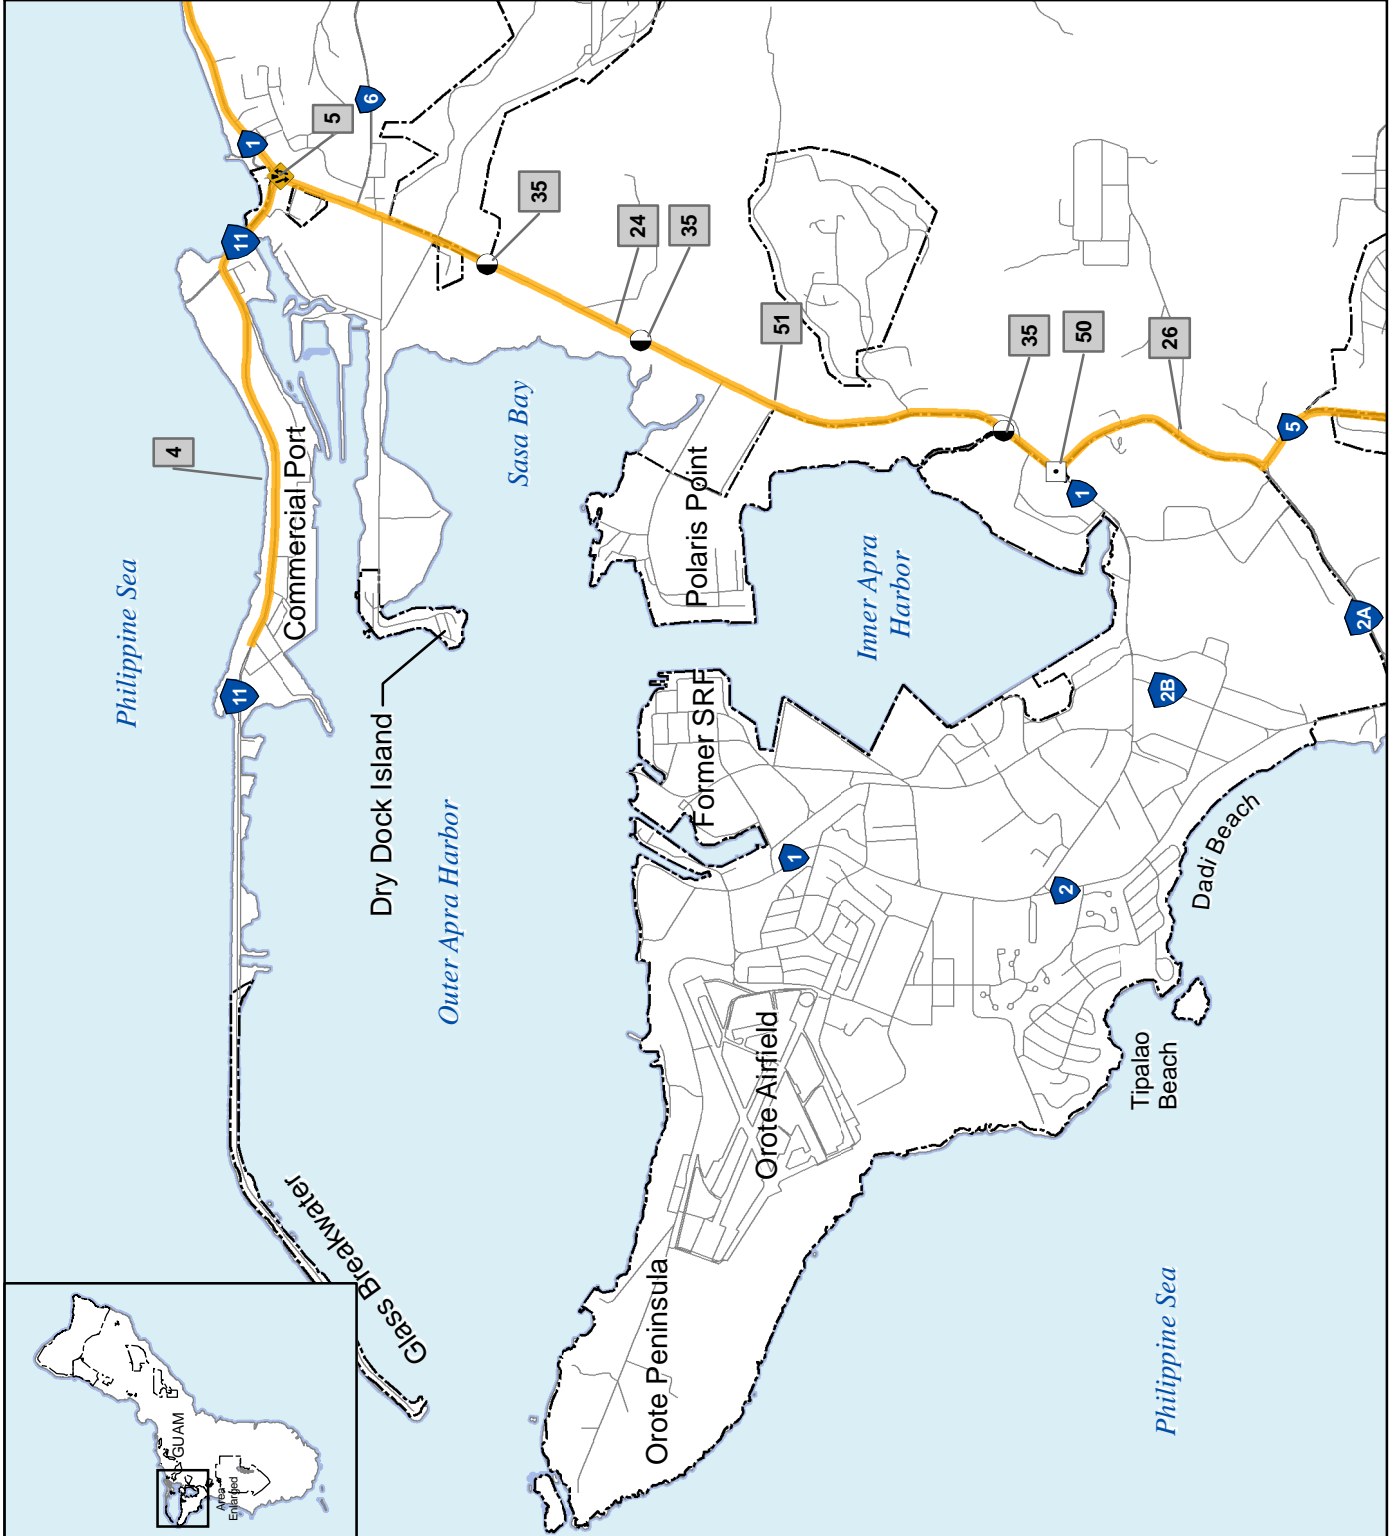 Philippine Sea
4
11
1
5
6
Commercial Port
11
35
24
35
51
Sasa Bay
Polaris Point
Dry Dock Island
Outer Apra Harbor
Former SRF
Inner Apra
Harbor
35
50
26
5
1
2A
2B
1
2
Dadi Beach
Tipalao
Beach
Orote Airfield
Orote Peninsula
Glass Breakwater
Philippine Sea
GUAM
Area
Enlarged